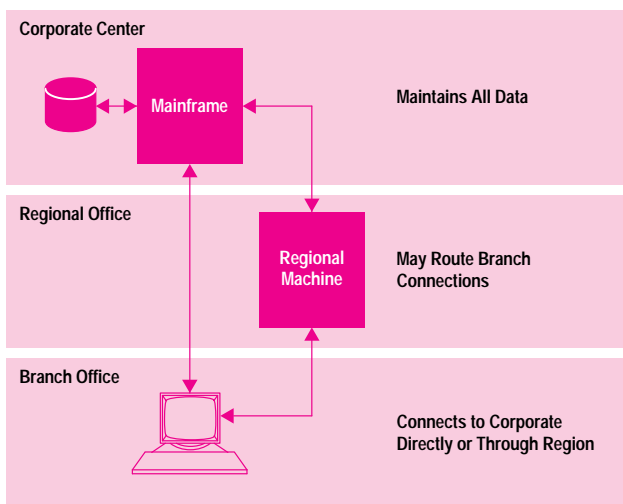 Corporate Center
Mainframe
Maintains All Data
Regional Office
Regional
Machine
May Route Branch
Connections
Branch Office
Connects to Corporate
Directly or Through Region